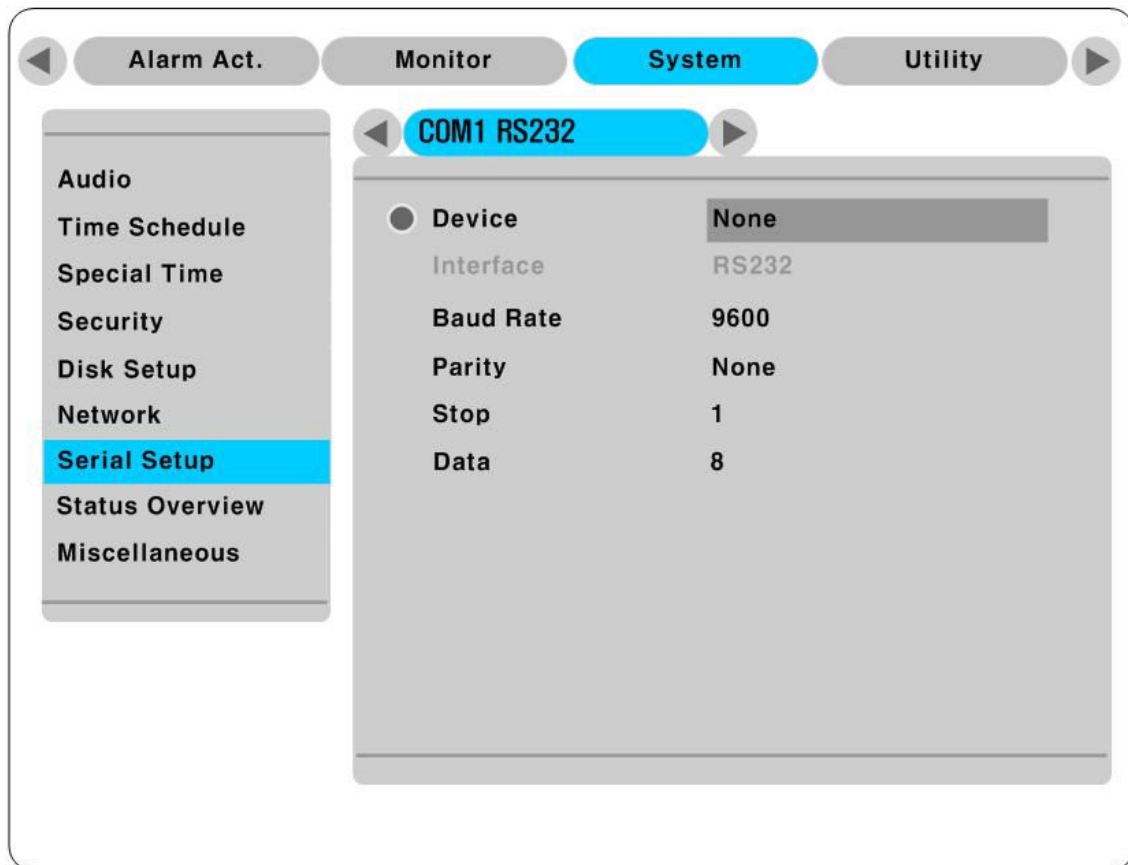 Alarm Act. Monitor System Utility
COM1 RS232
Audio
Time Schedule
Special Time
Security
Disk Setup
Network
Serial Setup
Status Overview
Miscellaneous
Device None
Interface RS232
Baud Rate 9600
Parity None
Stop 1
Data 8